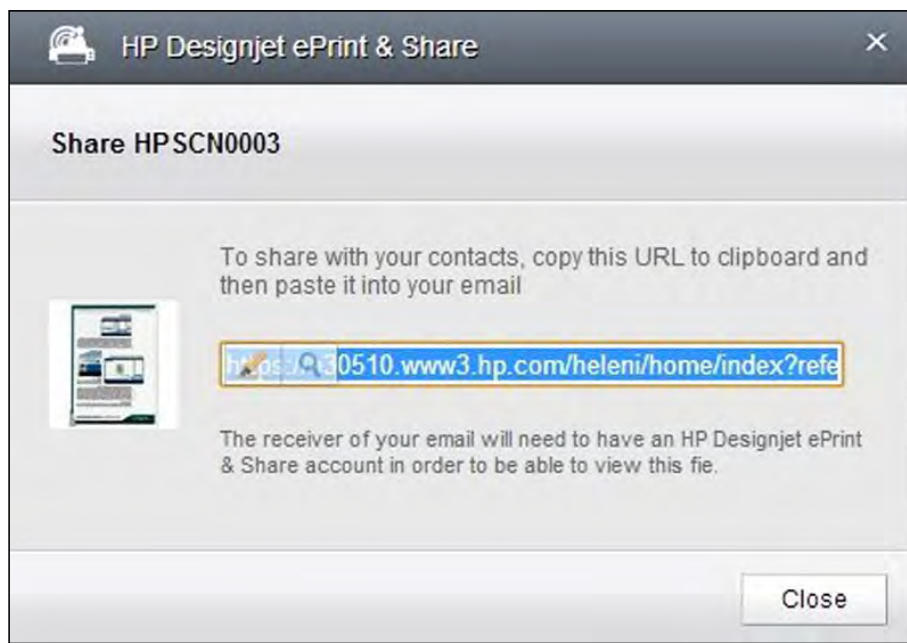 HP Designjet ePrint & Share
Share HPSCN0003
To share with your contacts, copy this URL to clipboard and
then paste it into your email
30510.www3.hp.com/heleni/home/index?refe
The receiver of your email will need to have an HP Designjet ePrint
& Share account in order to be able to view this fie.
Close